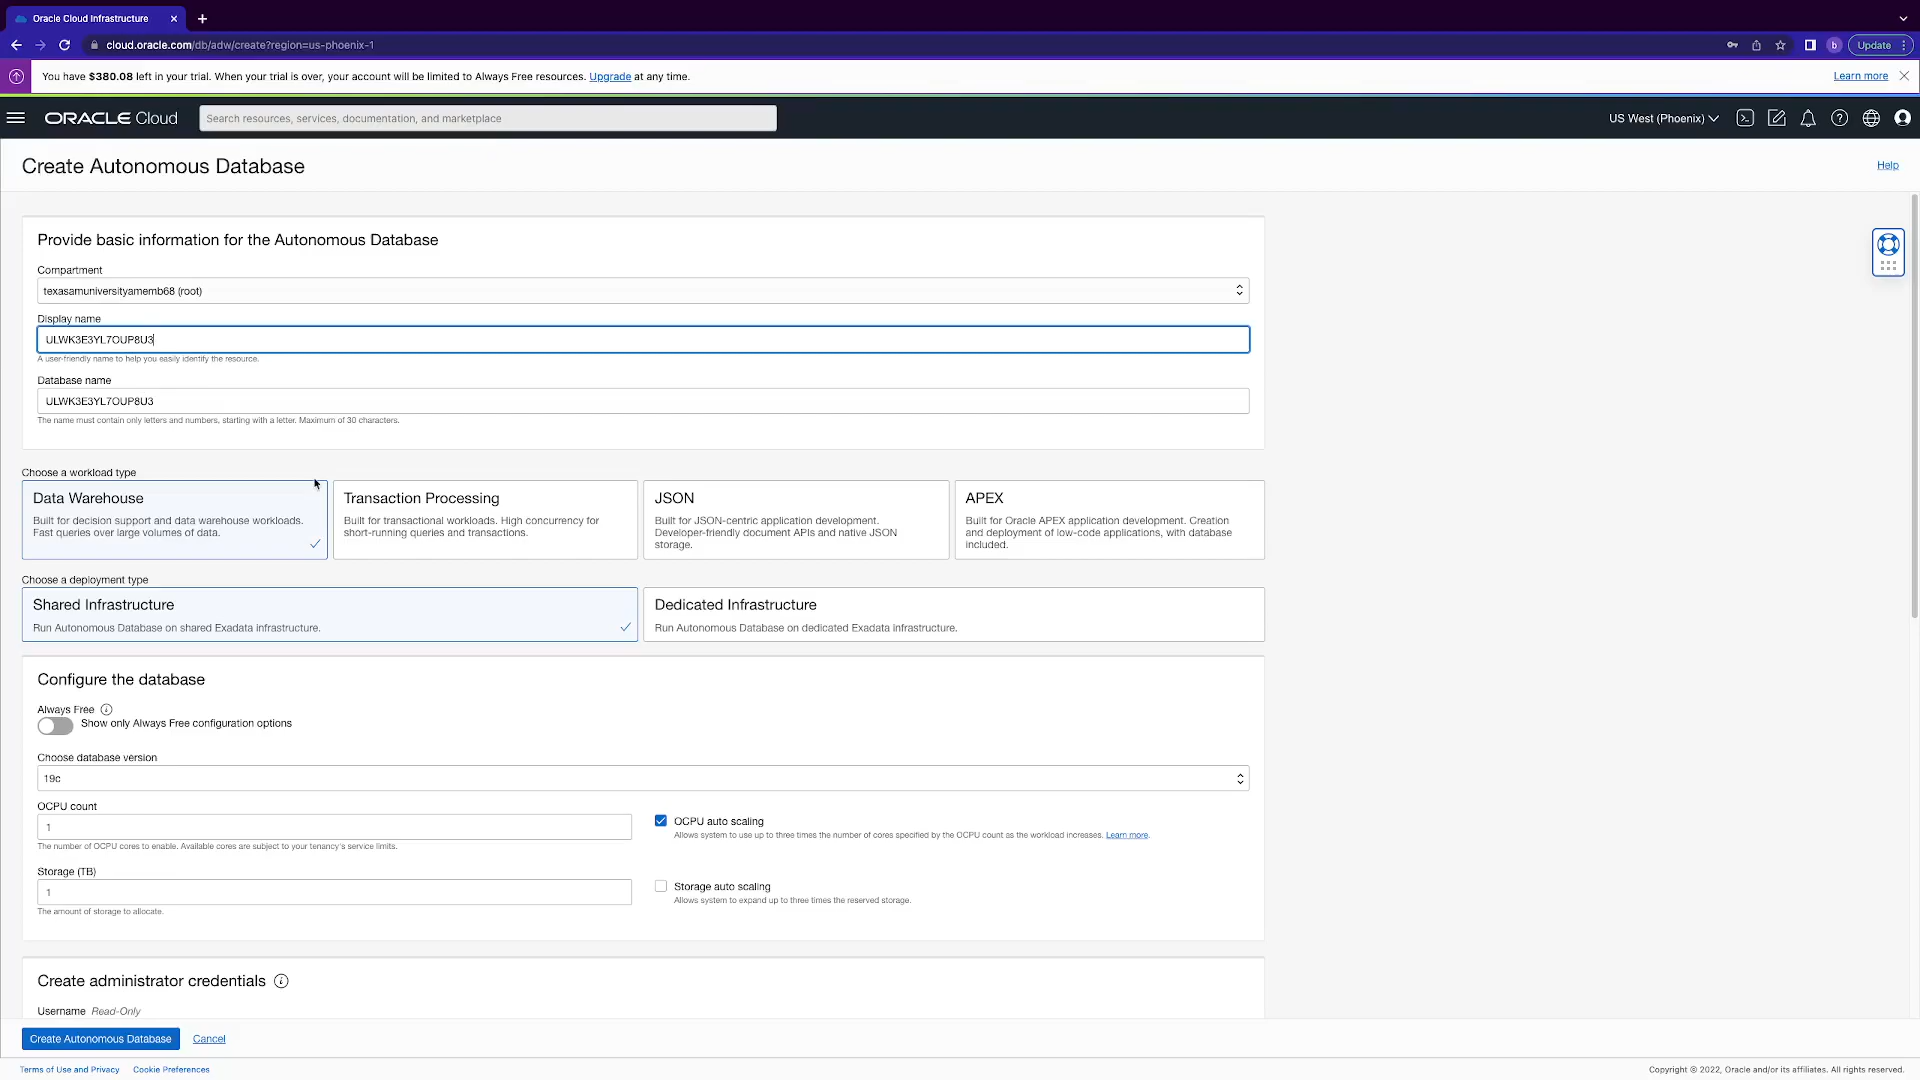 Oracle Cloud Infrastructure
cloud.oracle.com/db/adw/create?region=us-phoenix-1
b
Update
You have $380.08 left in your trial. When your trial is over, your account will be limited to Always Free resources. Upgrade at any time.
Learn more
ORACLE Cloud
Search resources, services, documentation, and marketplace
US West (Phoenix)
Create Autonomous Database
Help
Provide basic information for the Autonomous Database
Compartment
texasamuniversityamemb68 (root)
Display name
ULWK3E3YL7OUP8U3
A user-friendly name to help you easily identify the resource.
Database name
ULWK3E3YL7OUP8U3
The name must contain only letters and numbers, starting with a letter. Maximum of 30 characters.
Choose a workload type
Data Warehouse
Built for decision support and data warehouse workloads.
Fast queries over large volumes of data.
Transaction Processing
Built for transactional workloads. High concurrency for
short-running queries and transactions.
JSON
Built for JSON-centric application development.
Developer-friendly document APIs and native JSON
storage.
APEX
Built for Oracle APEX application development. Creation
and deployment of low-code applications, with database
included.
Choose a deployment type
Shared Infrastructure
Run Autonomous Database on shared Exadata infrastructure.
Dedicated Infrastructure
Run Autonomous Database on dedicated Exadata infrastructure.
Configure the database
Always Free
Show only Always Free configuration options
Choose database version
19c
OCPU count
1
The number of OCPU cores to enable. Available cores are subject to your tenancy's service limits.
OCPU auto scaling
Allows system to use up to three times the number of cores specified by the OCPU count as the workload increases. Learn more.
Storage (TB)
1
The amount of storage to allocate.
Storage auto scaling
Allows system to expand up to three times the reserved storage.
Create administrator credentials
Username Read-Only
Create Autonomous Database
Cancel
Terms of Use and Privacy
Cookie Preferences
Copyright © 2022, Oracle and/or its affiliates. All rights reserved.